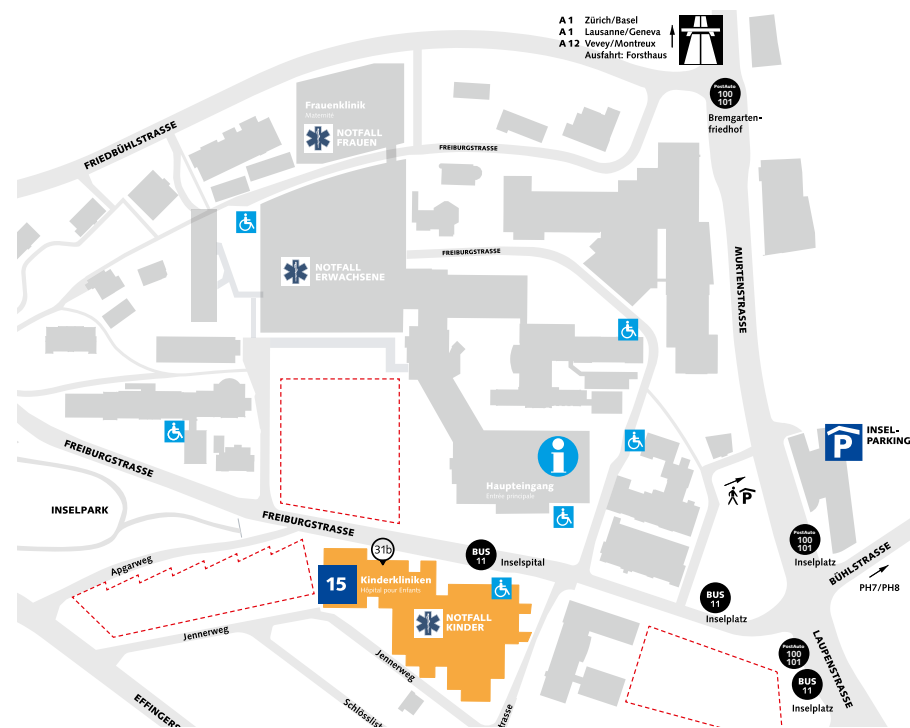 A 1 Zürich/Basel
A 1 Lausanne/Geneva
A 12 Vevey/Montreux
Ausfahrt: Forsthaus
PostAuto
100
101
Bremgarten-
friedhof
Frauenklinik
Maternité
NOTFALL
FRAUEN
FRIEDBÜHLSTRASSE
FREIBURGSTRASSE
FREIBURGSTRASSE
NOTFALL
ERWACHSENE
MURTENSTRASSE
P
INSEL-
PARKING
i
Haupteingang
Entrée principale
FREIBURGSTRASSE
INSELPARK
FREIBURGSTRASSE
P
Apgarweg
31b
BUS
11
Inselspital
PostAuto
100
101
Inselplatz
BÜHLSTRASSE
PH7/PH8
15
Kinderkliniken
Hôpital pour Enfants
NOTFALL
KINDER
BUS
11
Inselplatz
Jennerweg
Jennerweg
PostAuto
100
101
BUS
11
Inselplatz
LAUPENSTRASSE
EFFINGERS
Schlösslist
strasse